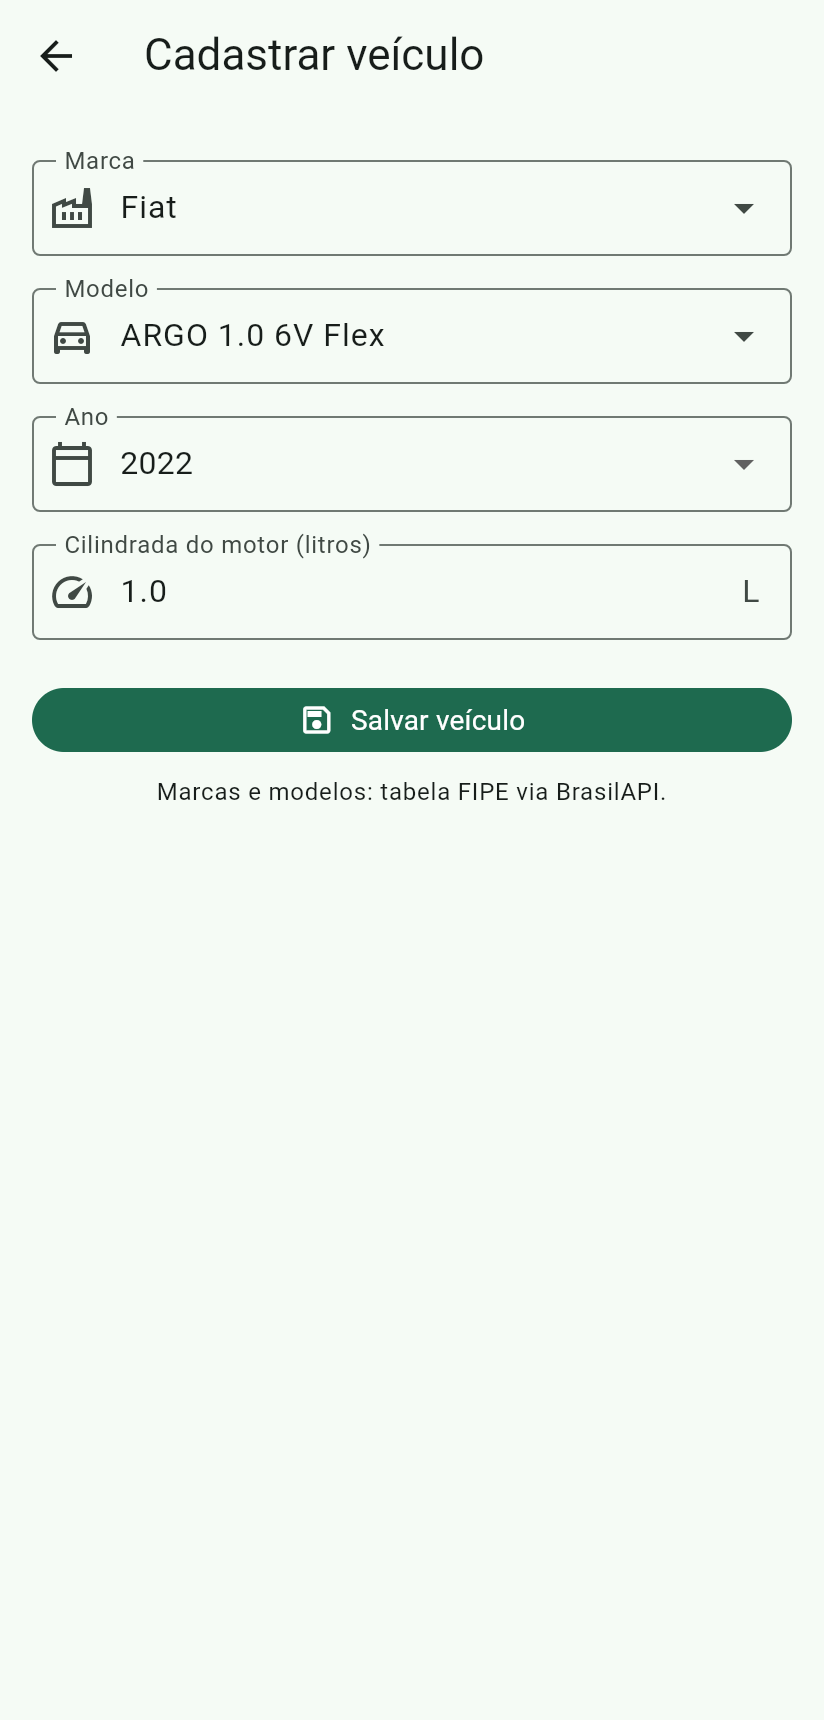 Cadastrar veículo
Marca
Fiat
Modelo
ARGO 1.0 6V Flex
Ano
2022
Cilindrada do motor (litros)
1.0 L
Salvar veículo
Marcas e modelos: tabela FIPE via BrasilAPI.